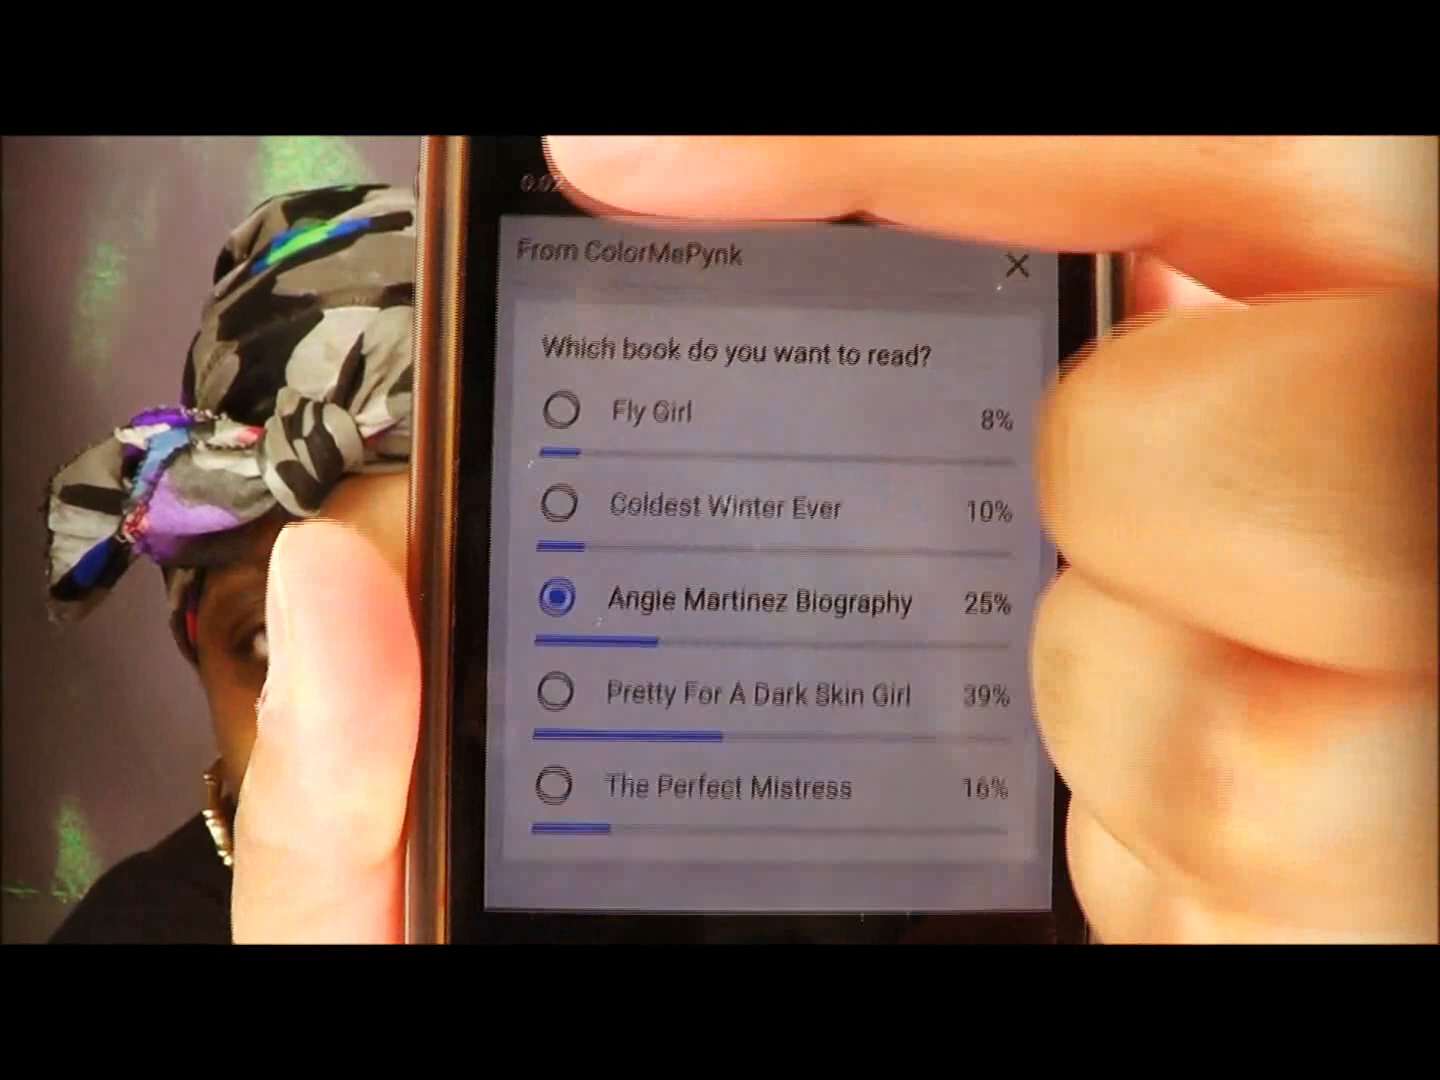 From ColorMePynk
Which book do you want to read?
Fly Girl 8%
Coldest Winter Ever 10%
Angie Martinez Biography 25%
Pretty For A Dark Skin Girl 39%
The Perfect Mistress 16%